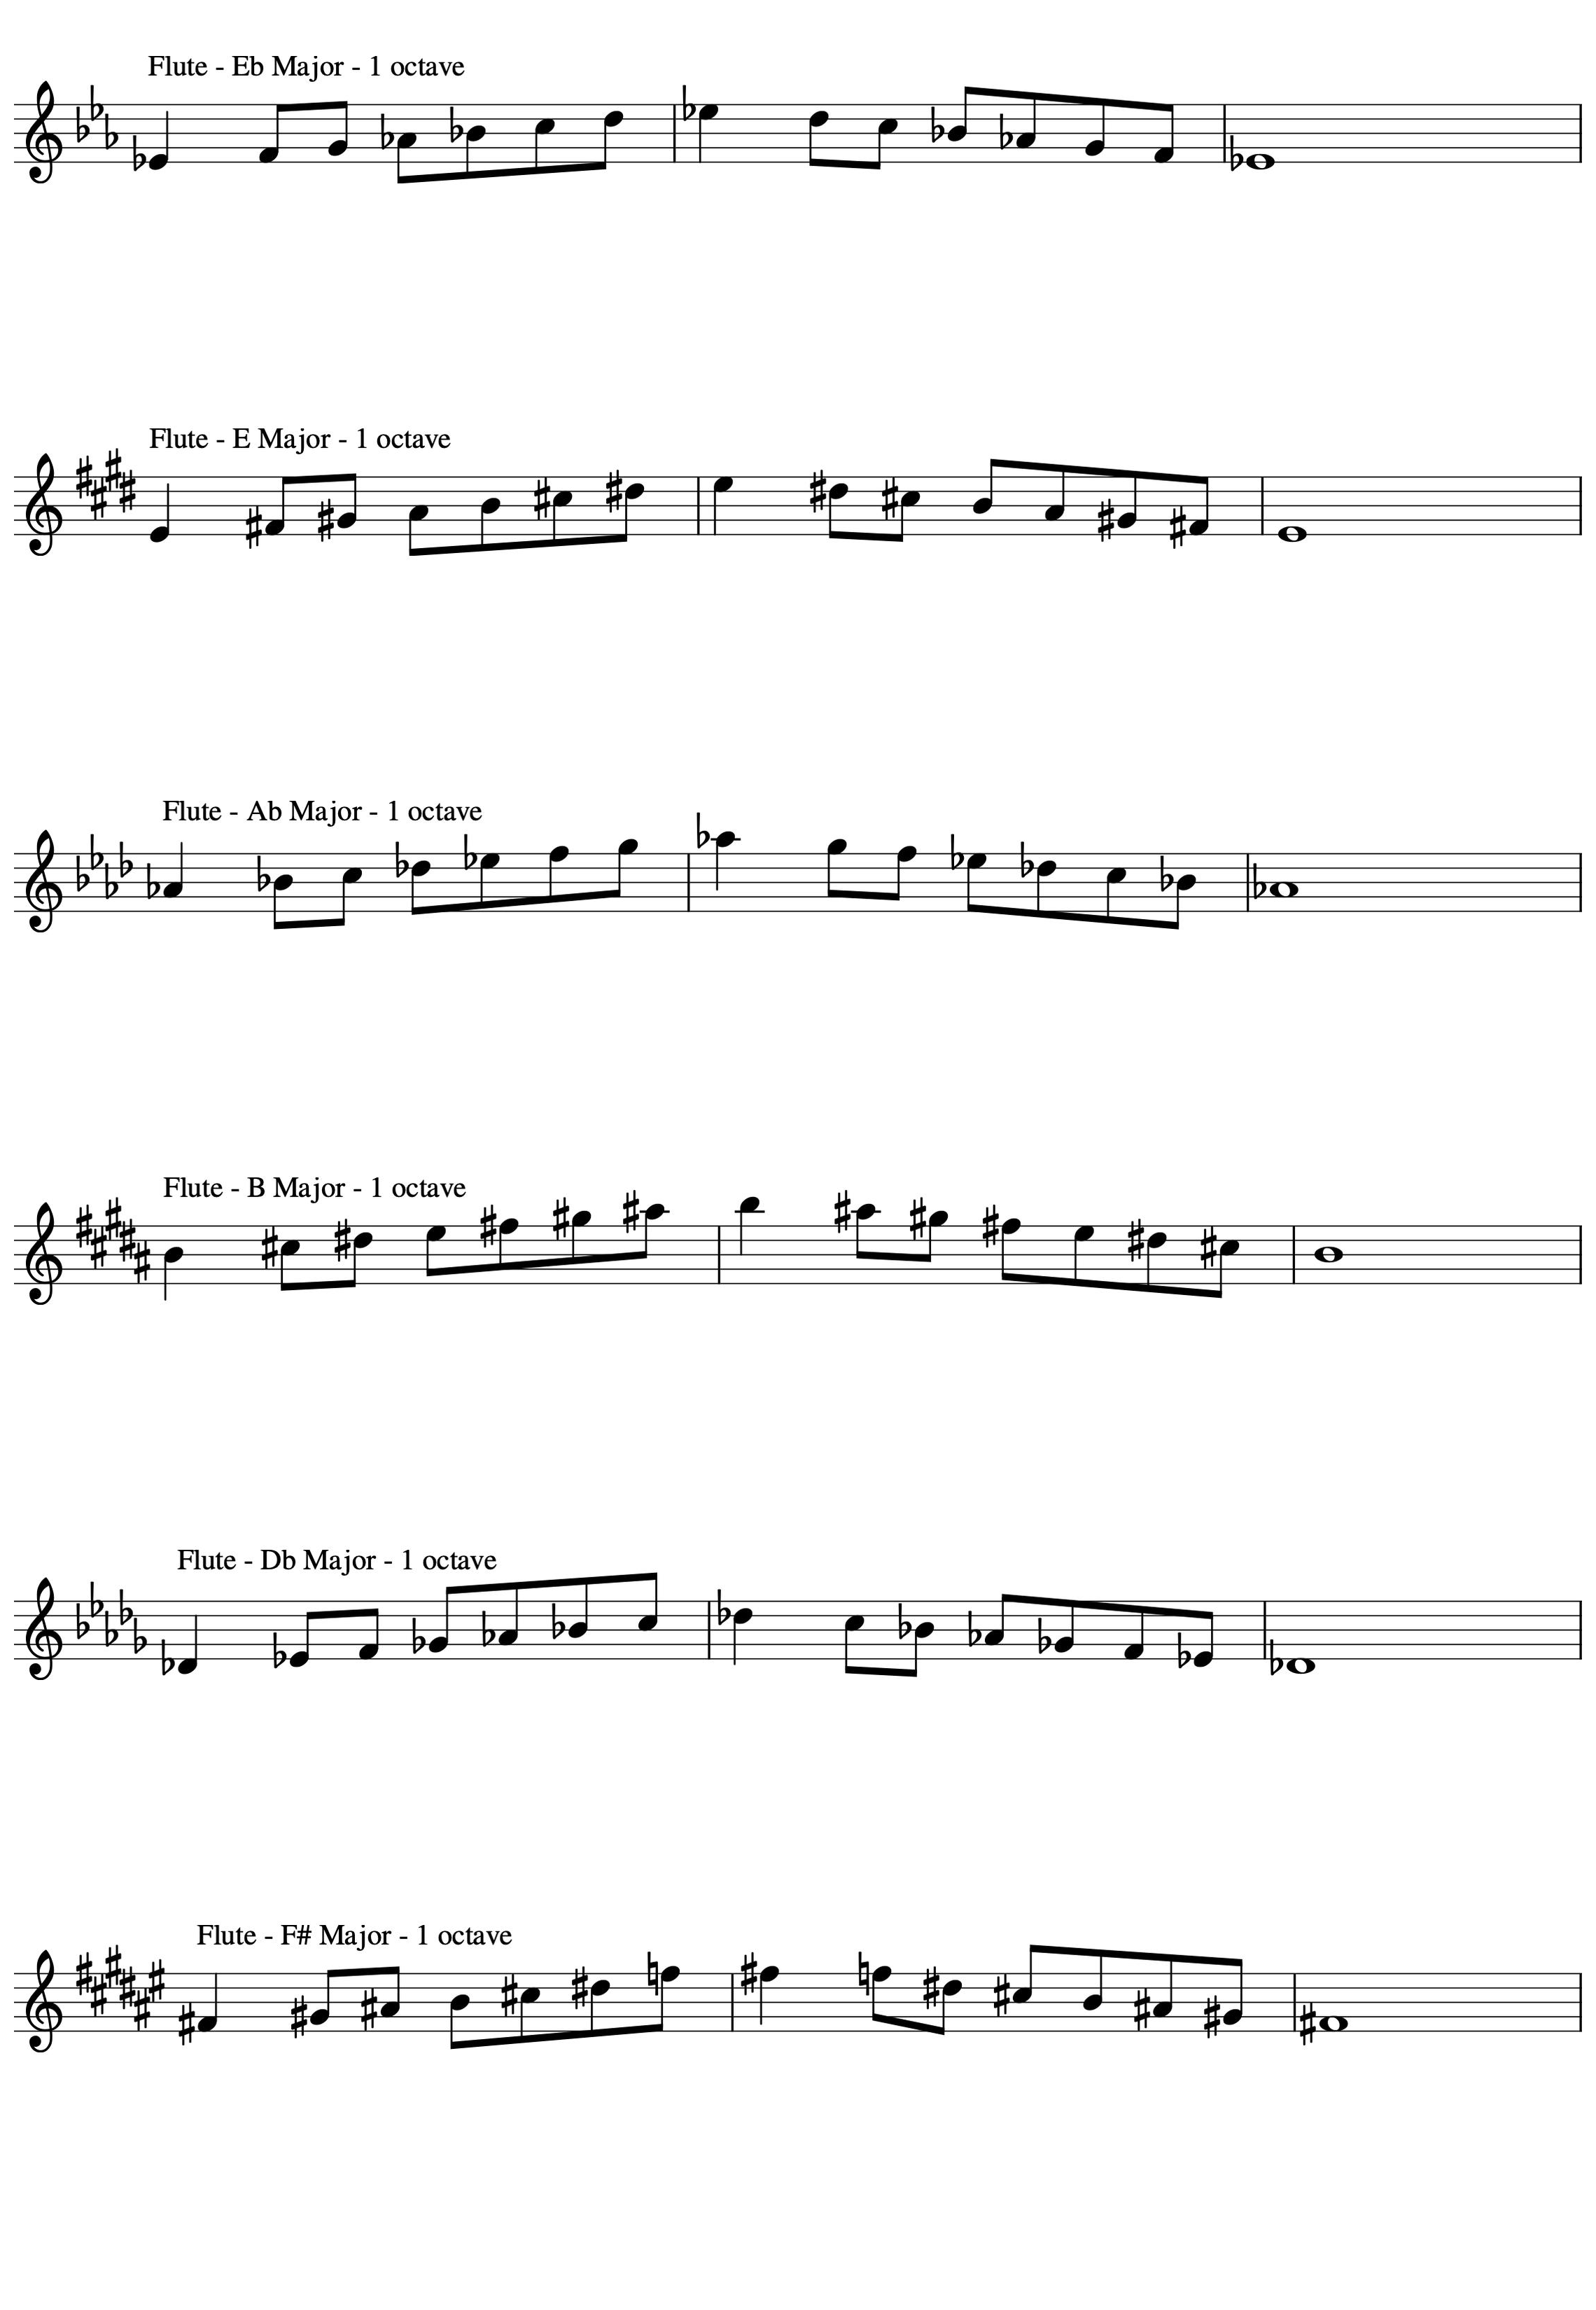 Flute - Eb Major - 1 octave
Flute - E Major - 1 octave
Flute - Ab Major - 1 octave
Flute - B Major - 1 octave
Flute - Db Major - 1 octave
Flute - F# Major - 1 octave